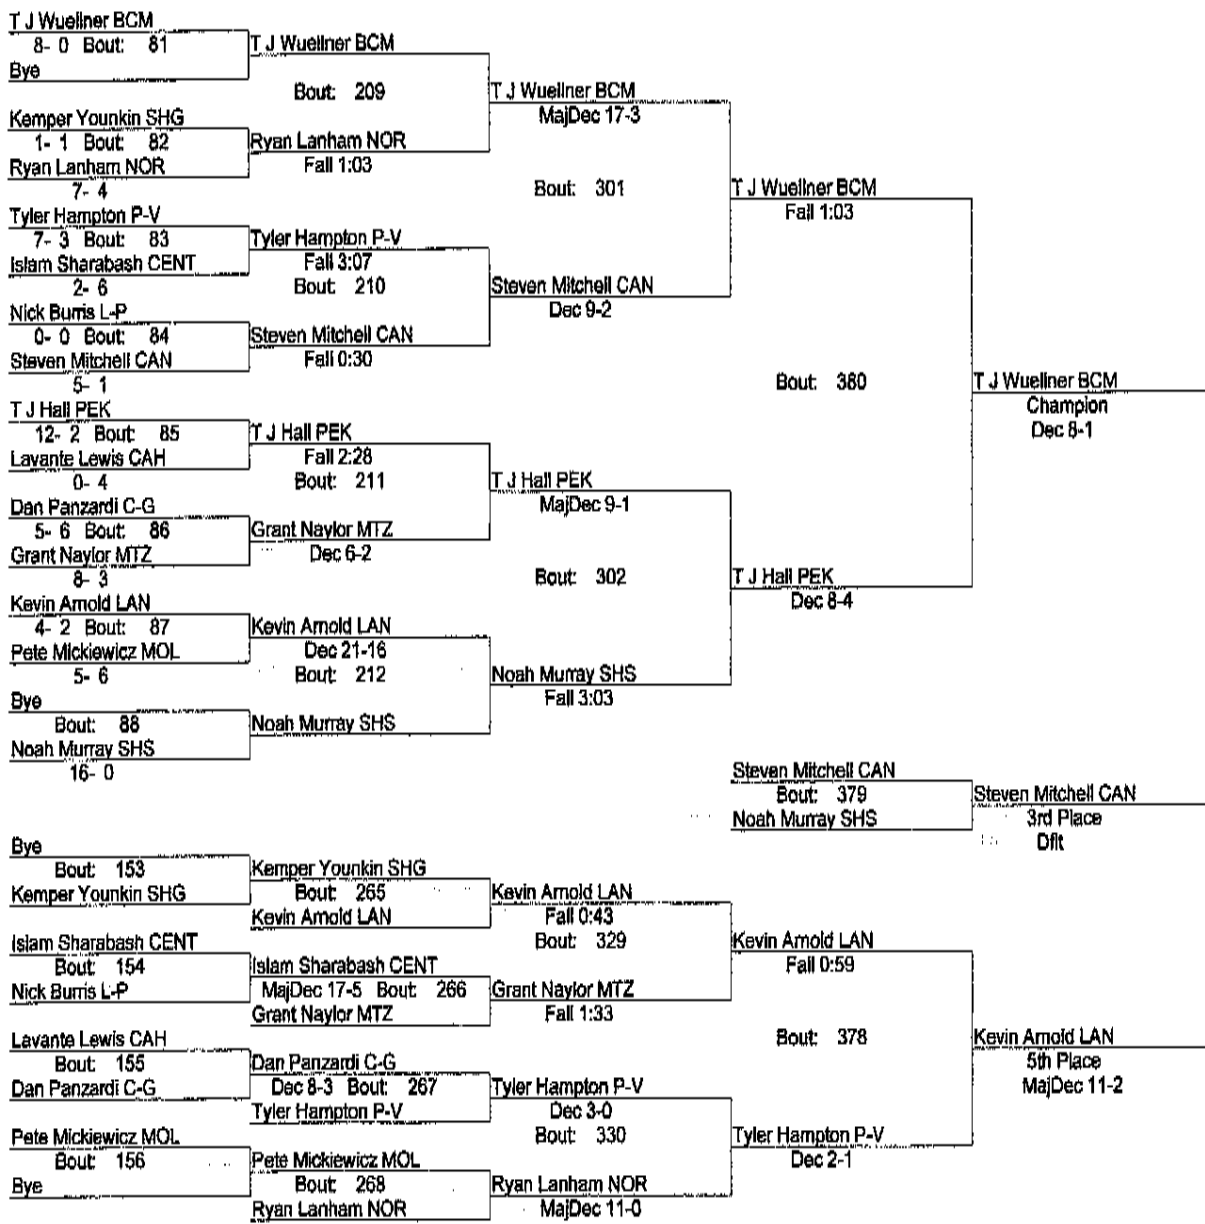 T J Wuellner BCM
8- 0 Bout: 81
Bye
T J Wuellner BCM
Bout: 209
Kemper Younkin SHG
1- 1 Bout: 82
Ryan Lanham NOR
7- 4
Ryan Lanham NOR
Fall 1:03
T J Wuellner BCM
MajDec 17-3
Bout: 301
Tyler Hampton P-V
7- 3 Bout: 83
Islam Sharabash CENT
2- 6
Tyler Hampton P-V
Fall 3:07
Bout: 210
Nick Burris L-P
0- 0 Bout: 84
Steven Mitchell CAN
5- 1
Steven Mitchell CAN
Fall 0:30
Steven Mitchell CAN
Dec 9-2
T J Wuellner BCM
Fall 1:03
Bout: 380
T J Hall PEK
12- 2 Bout: 85
Lavante Lewis CAH
0- 4
T J Hall PEK
Fall 2:28
Bout: 211
Dan Panzardi C-G
5- 6 Bout: 86
Grant Naylor MTZ
8- 3
Grant Naylor MTZ
Dec 6-2
T J Hall PEK
MajDec 9-1
Bout: 302
Kevin Arnold LAN
4- 2 Bout: 87
Pete Mickiewicz MOL
5- 6
Kevin Arnold LAN
Dec 21-16
Bout: 212
Bye
Bout: 88
Noah Murray SHS
16- 0
Noah Murray SHS
Noah Murray SHS
Fall 3:03
T J Hall PEK
Dec 8-4
T J Wuellner BCM
Champion
Dec 8-1
Steven Mitchell CAN
Bout: 379
Noah Murray SHS
Steven Mitchell CAN
3rd Place
Dflt
Bye
Bout: 153
Kemper Younkin SHG
Kemper Younkin SHG
Bout: 265
Kevin Arnold LAN
Kevin Arnold LAN
Fall 0:43
Bout: 329
Islam Sharabash CENT
Bout: 154
Nick Burris L-P
Islam Sharabash CENT
MajDec 17-5 Bout: 266
Grant Naylor MTZ
Grant Naylor MTZ
Fall 1:33
Kevin Arnold LAN
Fall 0:59
Bout: 378
Lavante Lewis CAH
Bout: 155
Dan Panzardi C-G
Dan Panzardi C-G
Dec 8-3 Bout: 267
Tyler Hampton P-V
Tyler Hampton P-V
Dec 3-0
Bout: 330
Pete Mickiewicz MOL
Bout: 156
Bye
Pete Mickiewicz MOL
Bout: 268
Ryan Lanham NOR
Ryan Lanham NOR
MajDec 11-0
Tyler Hampton P-V
Dec 2-1
Kevin Arnold LAN
5th Place
MajDec 11-2